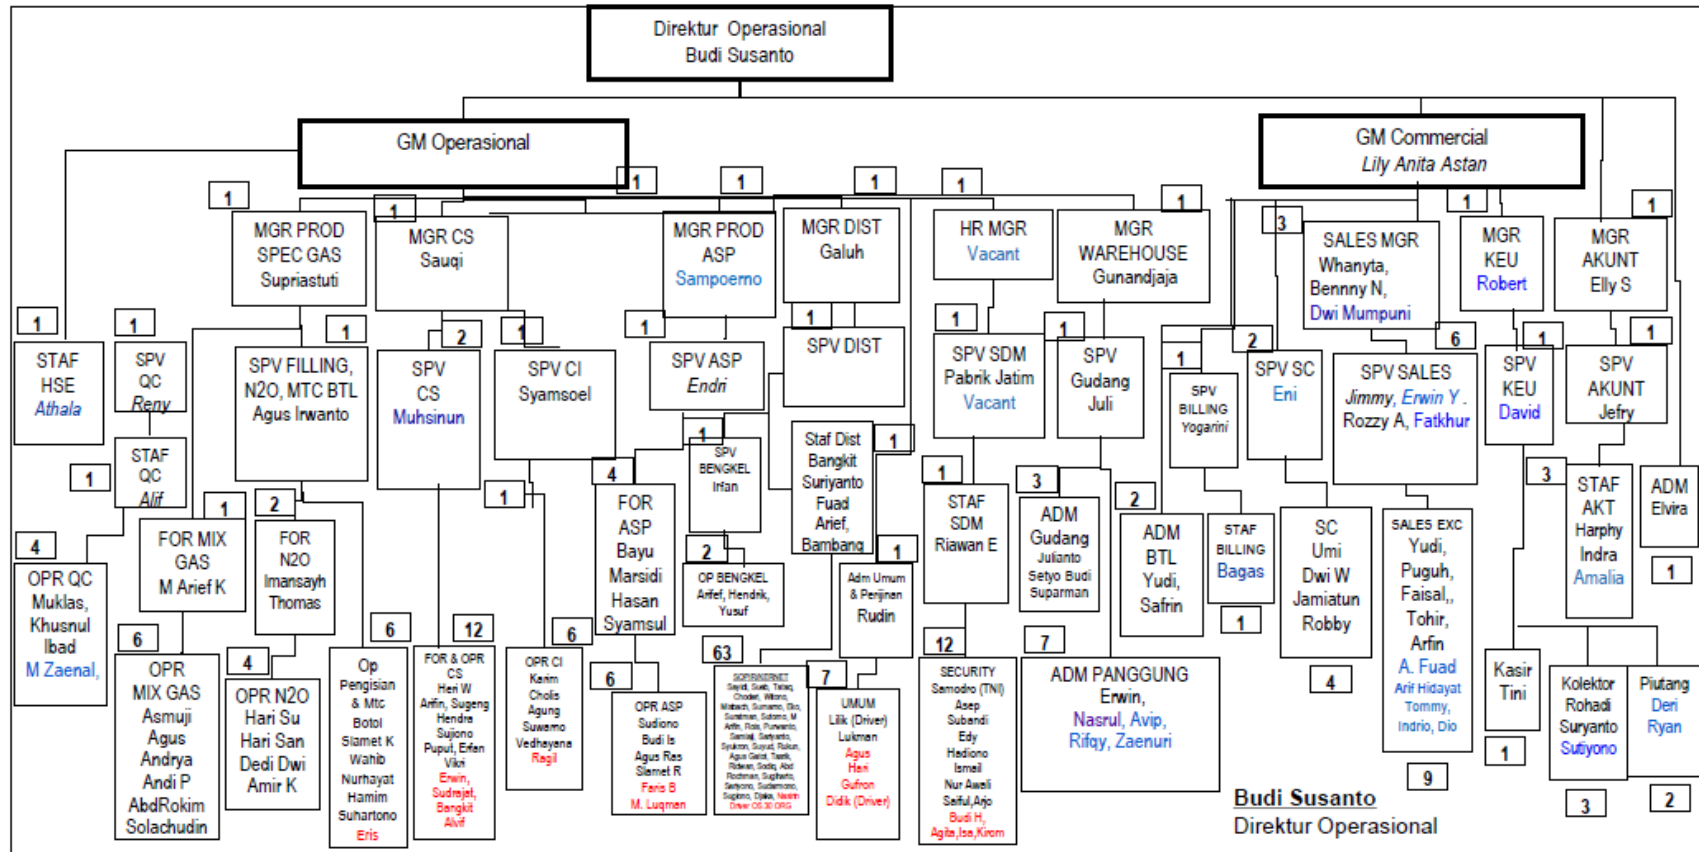 Direktur Operasional
Budi Susanto
GM Operasional
GM Commercial
Lily Anita Astan
1
1
1
1
1
1
1
3
1
1
MGR PROD
SPEC GAS
Supriastuti
MGR CS
Sauqi
MGR PROD
ASP
Sampoerno
MGR DIST
Galuh
HR MGR
Vacant
MGR
WAREHOUSE
Gunandjaja
SALES MGR
Whanyta,
Bennny N,
Dwi Mumpuni
MGR
KEU
Robert
MGR
AKUNT
Elly S
1
1
1
2
1
1
1
1
1
1
2
6
1
1
STAF
HSE
Athala
SPV
QC
Reny
SPV FILLING,
N2O, MTC BTL
Agus Irwanto
SPV
CS
Muhsinun
SPV CI
Syamsoel
SPV ASP
Endri
SPV DIST
SPV SDM
Pabrik Jatim
Vacant
SPV
Gudang
Juli
SPV
BILLING
Yogarini
SPV SC
Eni
SPV SALES
Jimmy, Erwin Y .
Rozzy A, Fatkhur
SPV
KEU
David
SPV
AKUNT
Jefry
1
STAF
QC
Alif
1
SPV
BENGKEL
Irfan
Staf Dist
Bangkit
Suriyanto
Fuad
Arief,
Bambang
1
4
OPR QC
Muklas,
Khusnul
Ibad
M Zaenal,
1
FOR MIX
GAS
M Arief K
2
FOR
N2O
Imansayh
Thomas
1
4
FOR
ASP
Bayu
Marsidi
Hasan
Syamsul
2
OP BENGKEL
Arifef, Hendrik,
Yusuf
1
Adm Umum
& Perijinan
Rudin
1
STAF
SDM
Riawan E
3
ADM
Gudang
Julianto
Setyo Budi
Suparman
2
ADM
BTL
Yudi,
Safrin
STAF
BILLING
Bagas
1
SC
Umi
Dwi W
Jamiatun
Robby
4
SALES EXC
Yudi,
Puguh,
Faisal,,
Tohir,
Arfin
A. Fuad
Arif Hidayat
Tommy,
Indrio, Dio
9
3
STAF
AKT
Harphy
Indra
Amalia
ADM
Elvira
1
6
OPR
MIX GAS
Asmuji
Agus
Andrya
Andi P
AbdRokim
Solachudin
4
OPR N2O
Hari Su
Hari San
Dedi Dwi
Amir K
6
Op
Pengisian
& Mtc
Botol
Slamet K
Wahib
Nurhayat
Hamim
Suhartono
Eris
12
FOR & OPR
CS
Heri W
Arifin, Sugeng
Hendra
Sujiono
Puput, Erfan
Vikri
Erwin,
Sudrajat,
Bangkit
Alvif
6
OPR CI
Karim
Cholis
Agung
Suwarno
Vedhayana
Ragil
6
OPR ASP
Sudiono
Budi Is
Agus Ras
Slamet R
Faris B
M. Luqman
63
SOPIR/KERNET
Driver OS 30 ORG
7
UMUM
Lilik (Driver)
Lukman
Agus
Hari
Gufron
Didik (Driver)
12
SECURITY
Samodro (TNI)
Asep
Subandi
Edy
Hadiono
Ismail
Nur Awali
Saiful,Arjo
Budi H,
Agita,Isa,Kirom
7
ADM PANGGUNG
Erwin,
Nasrul, Avip,
Rifqy, Zaenuri
Kasir
Tini
1
Kolektor
Rohadi
Suryanto
Sutiyono
3
Piutang
Deri
Ryan
2
Budi Susanto
Direktur Operasional